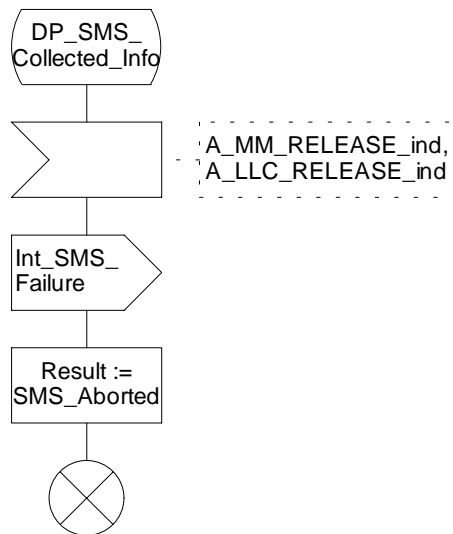 DP_SMS_
Collected_Info
A_MM_RELEASE_ind,
A_LLC_RELEASE_ind
Int_SMS_
Failure
Result :=
SMS_Aborted